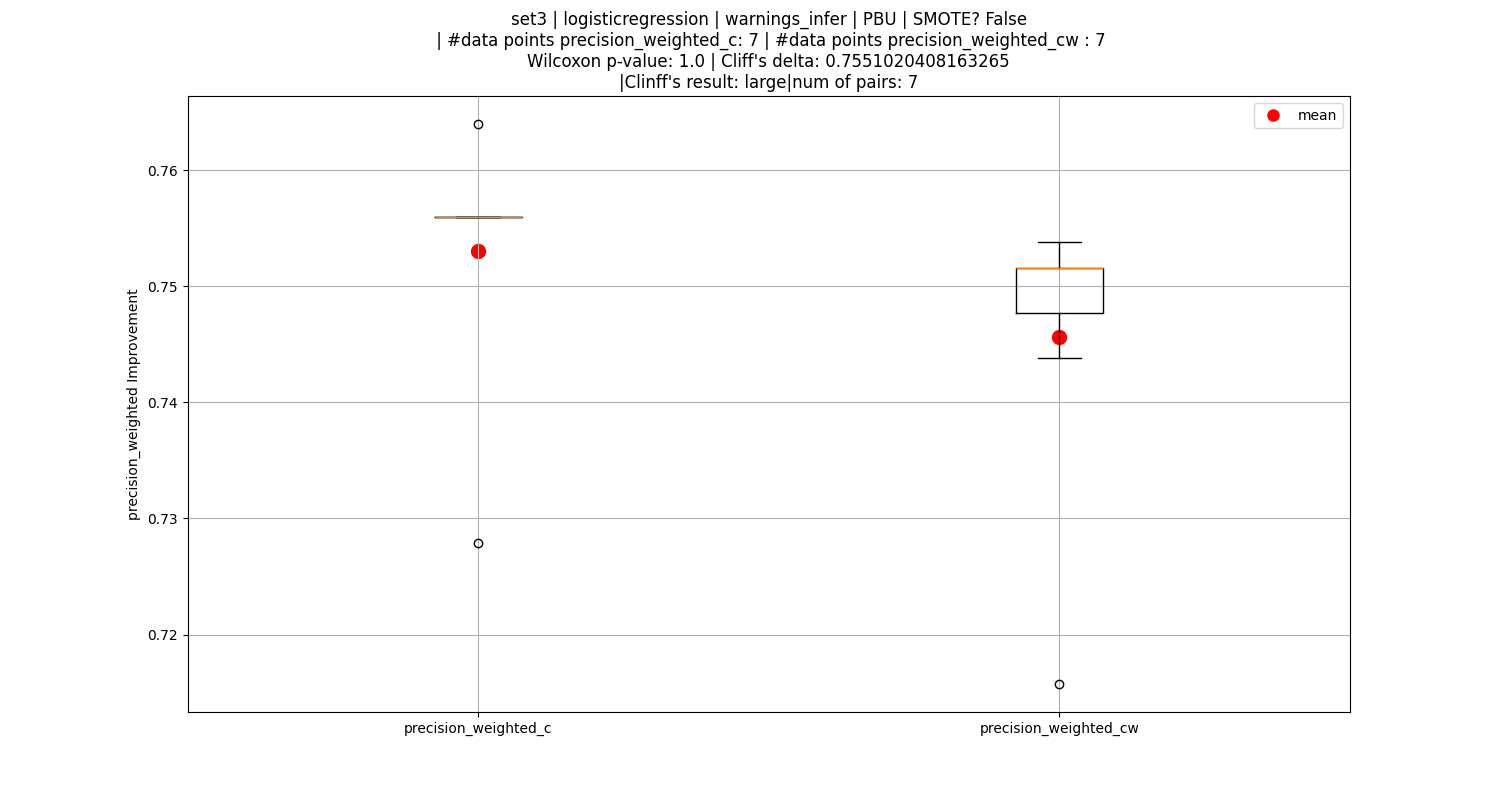 set3 | logisticregression | warnings_infer | PBU | SMOTE? False
| #data points precision_weighted_c: 7 | #data points precision_weighted_cw : 7
Wilcoxon p-value: 1.0 | Cliff's delta: 0.7551020408163265
|Clinff's result: large|num of pairs: 7
mean
0.76
0.75
0.74
0.73
0.72
precision_weighted Improvement
precision_weighted_c
precision_weighted_cw